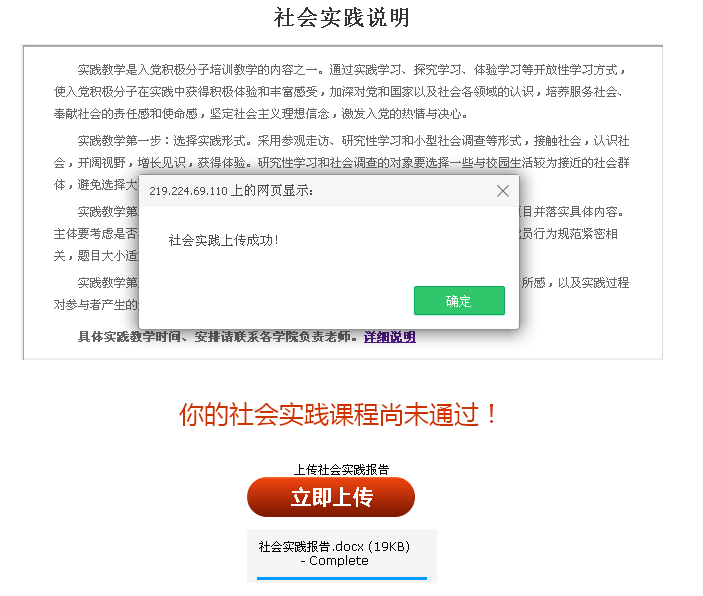 社会实践说明
实践教学是入党积极分子培训教学的内容之一。通过实践学习、探究学习、体验学习等开放性学习方式，
使入党积极分子在实践中获得积极体验和丰富感受，加深对党和国家以及社会各领域的认识，培养服务社会、
奉献社会的责任感和使命感，坚定社会主义理想信念，激发入党的热情与决心。
实践教学第一步：选择实践形式。采用参观走访、研究性学习和小型社会调查等形式，接触社会，认识社
会，开阔视野，增长见识，获得体验。研究性学习和社会调查的对象要选择一些与校园生活较为接近的社会群
体，避免选择大
219.224.69.110 上的网页显示：
实践教学第 目并落实具体内容。
主体要考虑是否 党员行为规范紧密相
社会实践上传成功！
关，题目大小适
实践教学第 所感，以及实践过程
对参与者产生的
确定
具体实践教学时间、安排请联系各学院负责老师。详细说明
你的社会实践课程尚未通过！
上传社会实践报告
立即上传
社会实践报告.docx (19KB)
- Complete